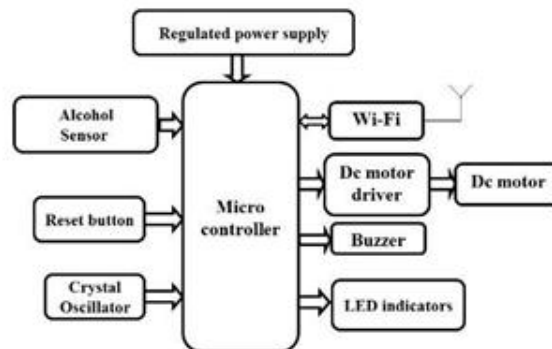 Regulated power supply
Alcohol
Sensor
Wi-Fi
Micro
controller
Dc motor
driver
Dc motor
Reset button
Buzzer
Crystal
Oscillator
LED indicators